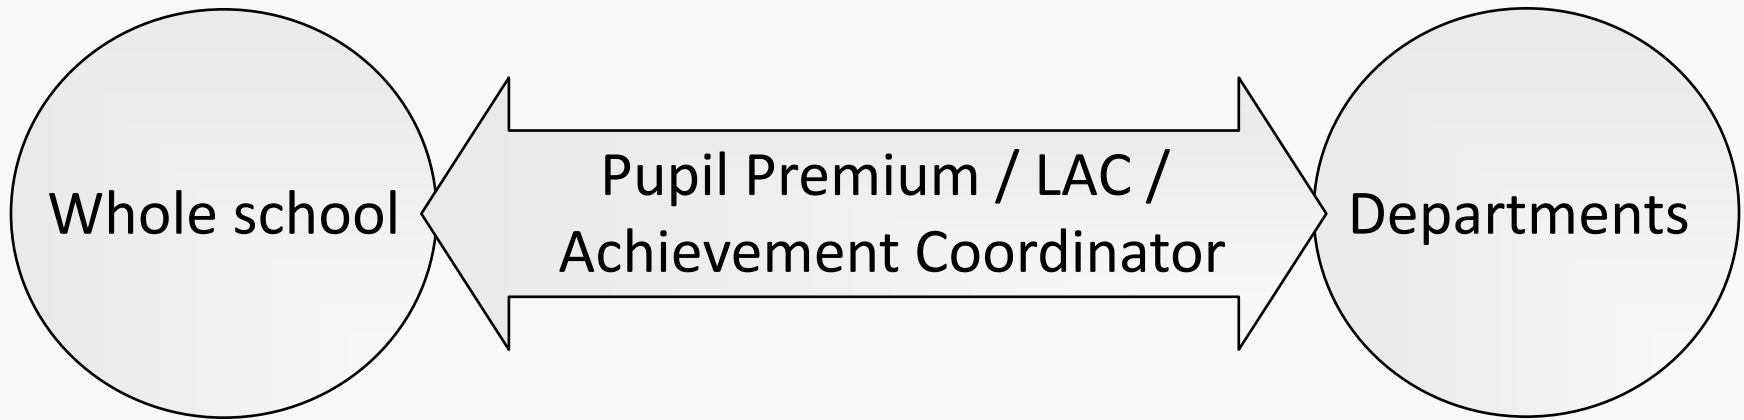 Whole school
Pupil Premium / LAC /
Achievement Coordinator
Departments